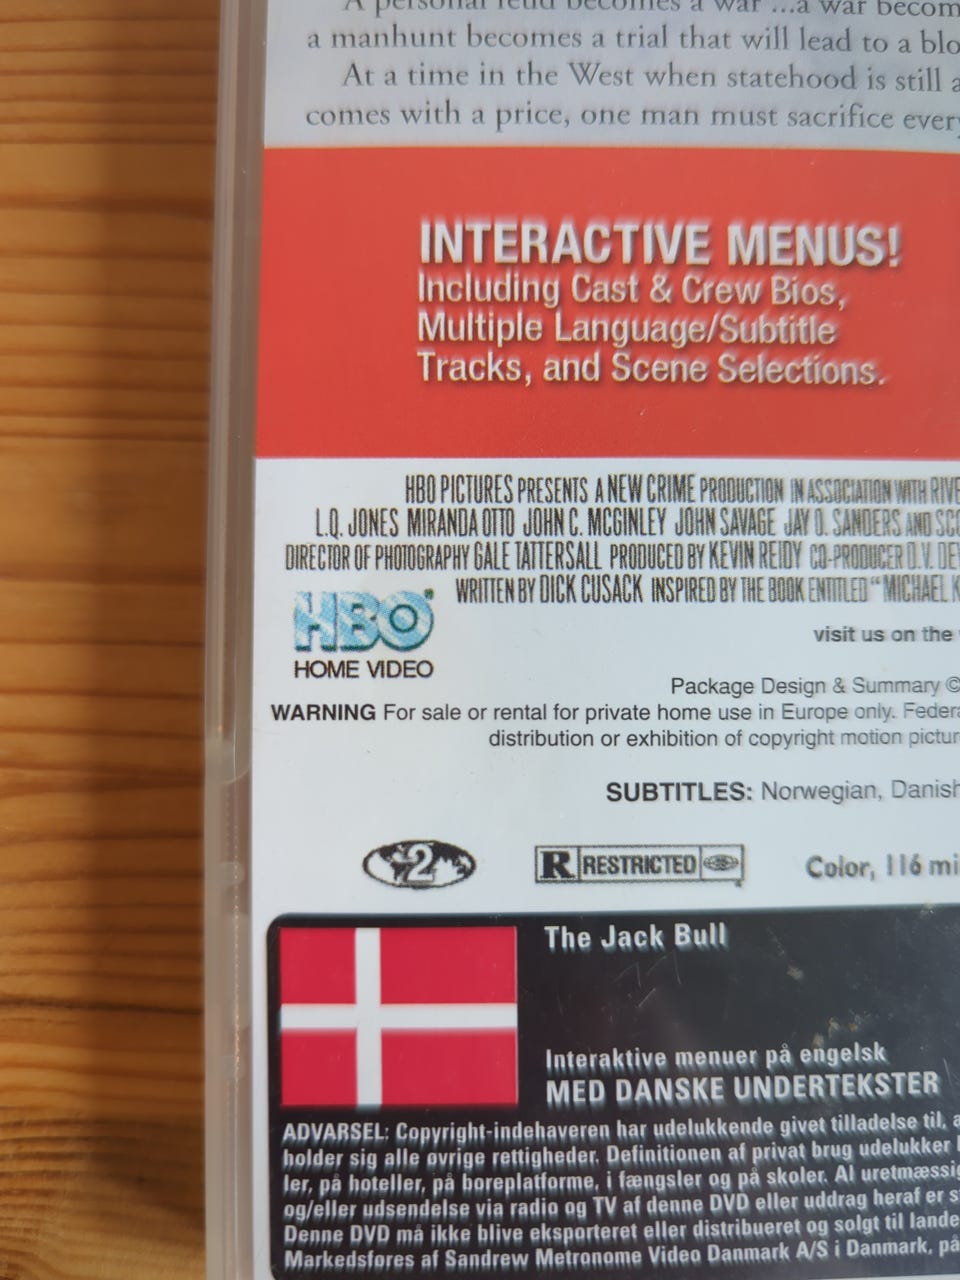 A personal feud becomes a war ...a war
a manhunt becomes a trial that will lead to a
At a time in the West when statehood is still
comes with a price, one man must sacrifice
INTERACTIVE MENUS!
Including Cast & Crew Bios,
Multiple Language/Subtitle
Tracks, and Scene Selections.
HBO PICTURES PRESENTS A NEW CRIME PRODUCTION IN ASSOCIATION WITH
L.Q. JONES MIRANDA OTTO JOHN C. MCGINLEY JOHN SAVAGE JAY O. SANDERS AND
DIRECTOR OF PHOTOGRAPHY GALE TATTERSALL PRODUCED BY KEVIN REIDY CO-PRODUCER D.V.
WRITTEN BY DICK CUSACK INSPIRED BY THE BOOK ENTITLED "MICHAEL
HBO
HOME VIDEO
visit us on the
Package Design & Summary ©
WARNING For sale or rental for private home use in Europe only.
distribution or exhibition of copyright motion
SUBTITLES: Norwegian, Danish
2
R RESTRICTED
Color, 116
The Jack Bull
Interaktive menuer på engelsk
MED DANSKE UNDERTEKSTER
ADVARSEL: Copyright-indehaveren har udelukkende givet tilladelse til,
holder sig alle øvrige rettigheder. Definitionen af privat brug udelukker
ler, på hoteller, på boreplatforme, i fængsler og på skoler. Al
og/eller udsendelse via radio og TV af denne DVD eller uddrag heraf er
Denne DVD må ikke blive eksporteret eller distribueret og solgt til
Markedsføres af Sandrew Metronome Video Danmark A/S i Danmark, på